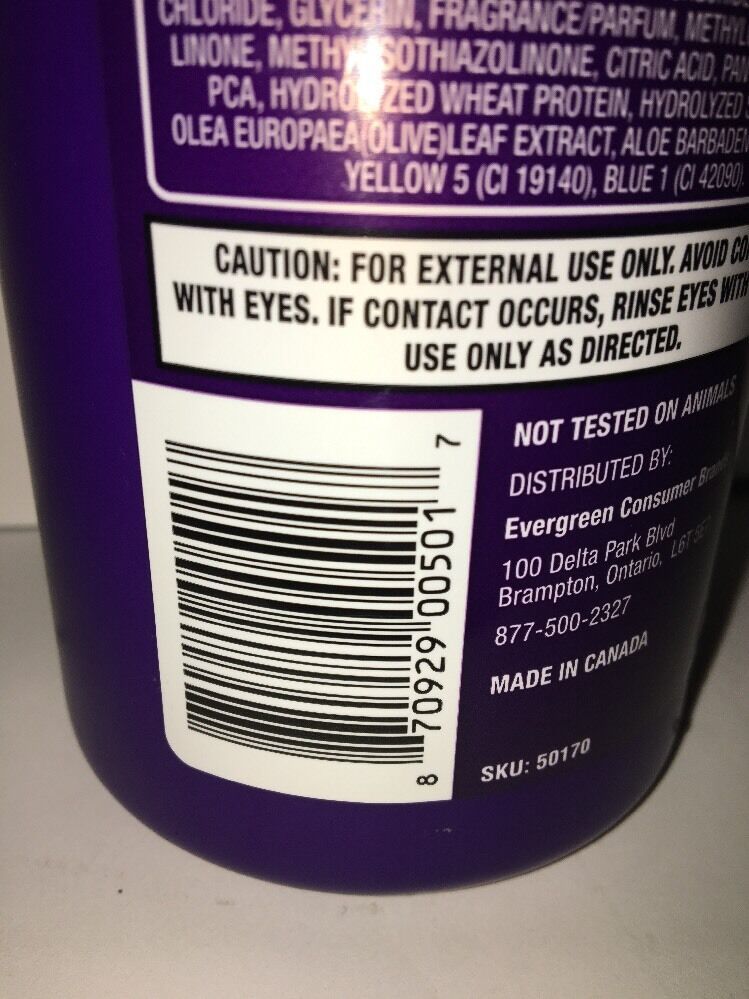 CHLORIDE, GLYCERIN, FRAGRANCE/PARFUM,
LINONE, CITRIC ACID,
PCA, WHEAT PROTEIN, HYDROLYZED
OLEA EUROPAEA(OLIVE)LEAF EXTRACT, ALOE
YELLOW 5 (CI 19140), BLUE 1 (CI 42090),
CAUTION: FOR EXTERNAL USE ONLY. AVOID
WITH EYES. IF CONTACT OCCURS, RINSE EYES WITH
USE ONLY AS DIRECTED.
NOT TESTED ON ANIMALS
DISTRIBUTED BY:
Evergreen Consumer
100 Delta Park Blvd
Brampton, Ontario, L6T
877-500-2327
MADE IN CANADA
SKU: 50170
8 70929 00501 7